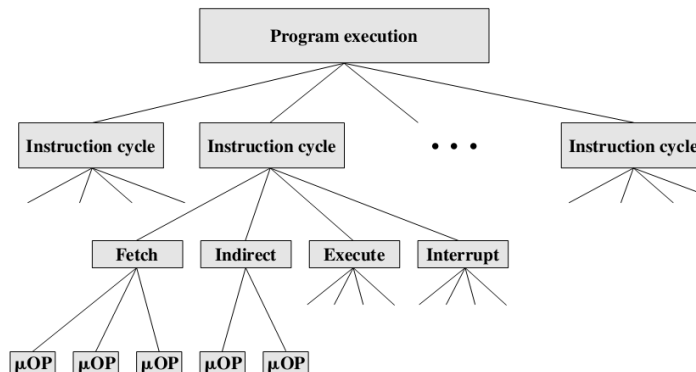 Program execution
Instruction cycle Instruction cycle • • • Instruction cycle
Fetch Indirect Execute Interrupt
μOP μOP μOP μOP μOP